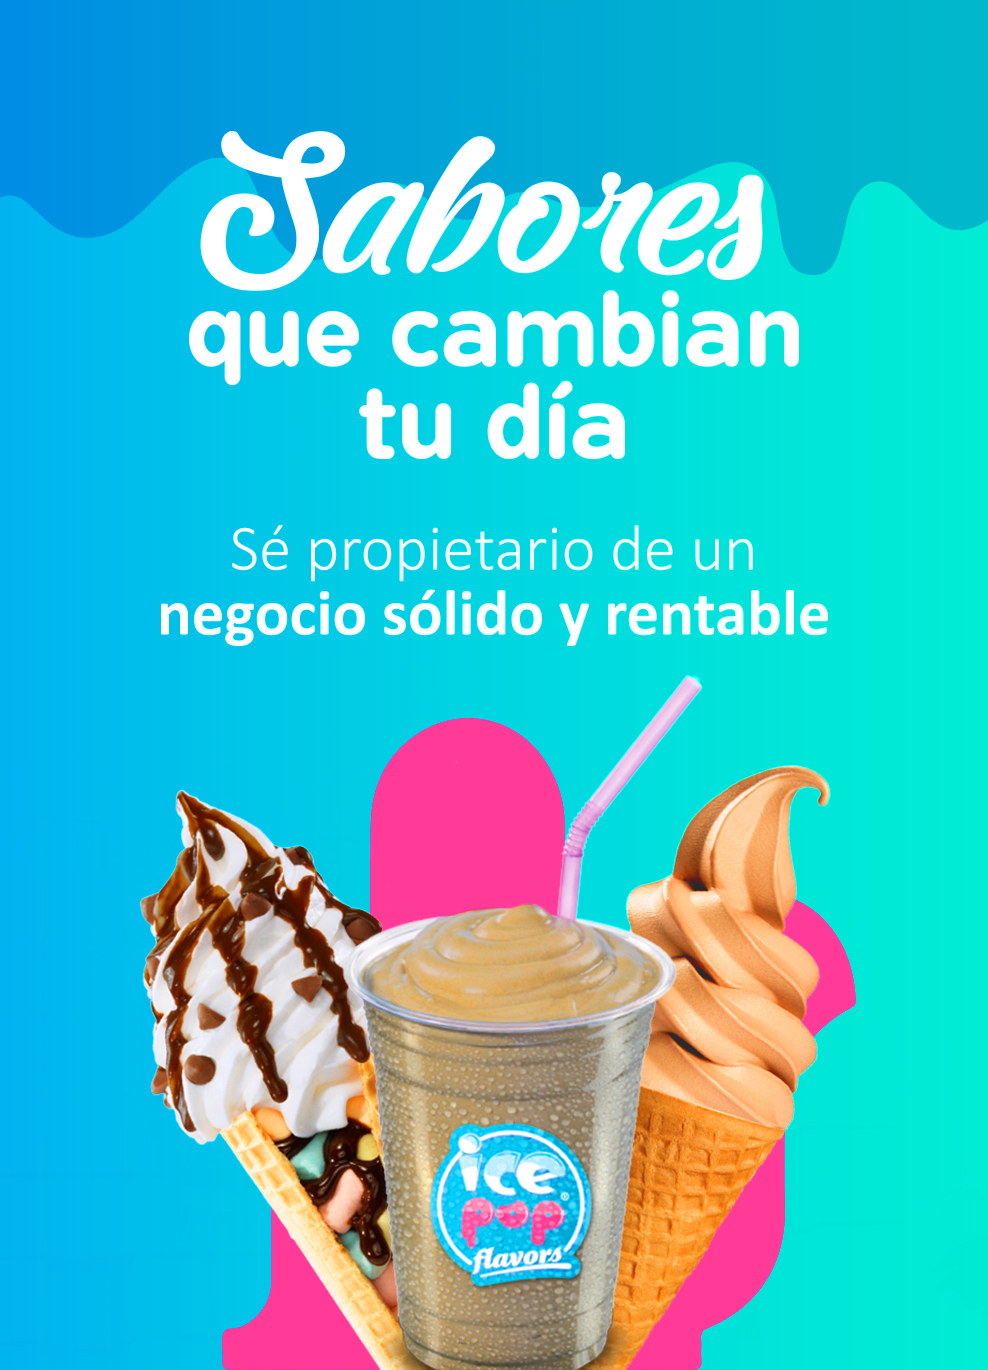 Sabores
que cambian
tu día
Sé propietario de un
negocio sólido y rentable
ice
pop®
flavors